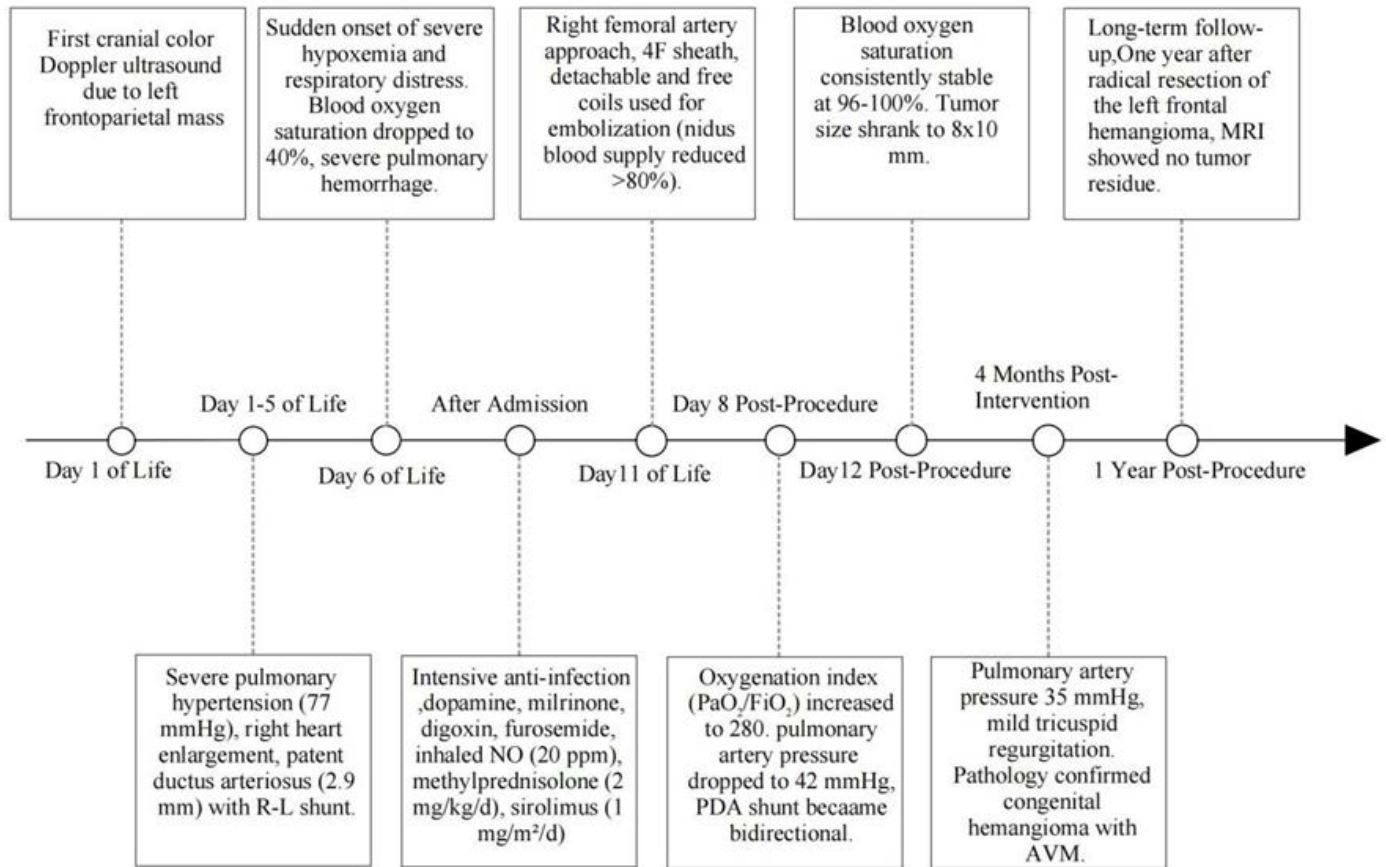 First cranial color
Doppler ultrasound
due to left
frontoparietal mass
Sudden onset of severe
hypoxemia and
respiratory distress.
Blood oxygen
saturation dropped to
40%, severe pulmonary
hemorrhage.
Right femoral artery
approach, 4F sheath,
detachable and free
coils used for
embolization (nidus
blood supply reduced
>80%).
Blood oxygen
saturation
consistently stable
at 96-100%. Tumor
size shrank to 8x10
mm.
Long-term follow-
up,One year after
radical resection of
the left frontal
hemangioma, MRI
showed no tumor
residue.
Day 1 of Life
Day 1-5 of Life
Day 6 of Life
After Admission
Day11 of Life
Day 8 Post-Procedure
Day12 Post-Procedure
4 Months Post-
Intervention
1 Year Post-Procedure
Severe pulmonary
hypertension (77
mmHg), right heart
enlargement, patent
ductus arteriosus (2.9
mm) with R-L shunt.
Intensive anti-infection
,dopamine, milrinone,
digoxin, furosemide,
inhaled NO (20 ppm),
methylprednisolone (2
mg/kg/d), sirolimus (1
mg/m²/d)
Oxygenation index
(PaO₂/FiO₂) increased
to 280. pulmonary
artery pressure
dropped to 42 mmHg,
PDA shunt becaame
bidirectional.
Pulmonary artery
pressure 35 mmHg,
mild tricuspid
regurgitation.
Pathology confirmed
congenital
hemangioma with
AVM.